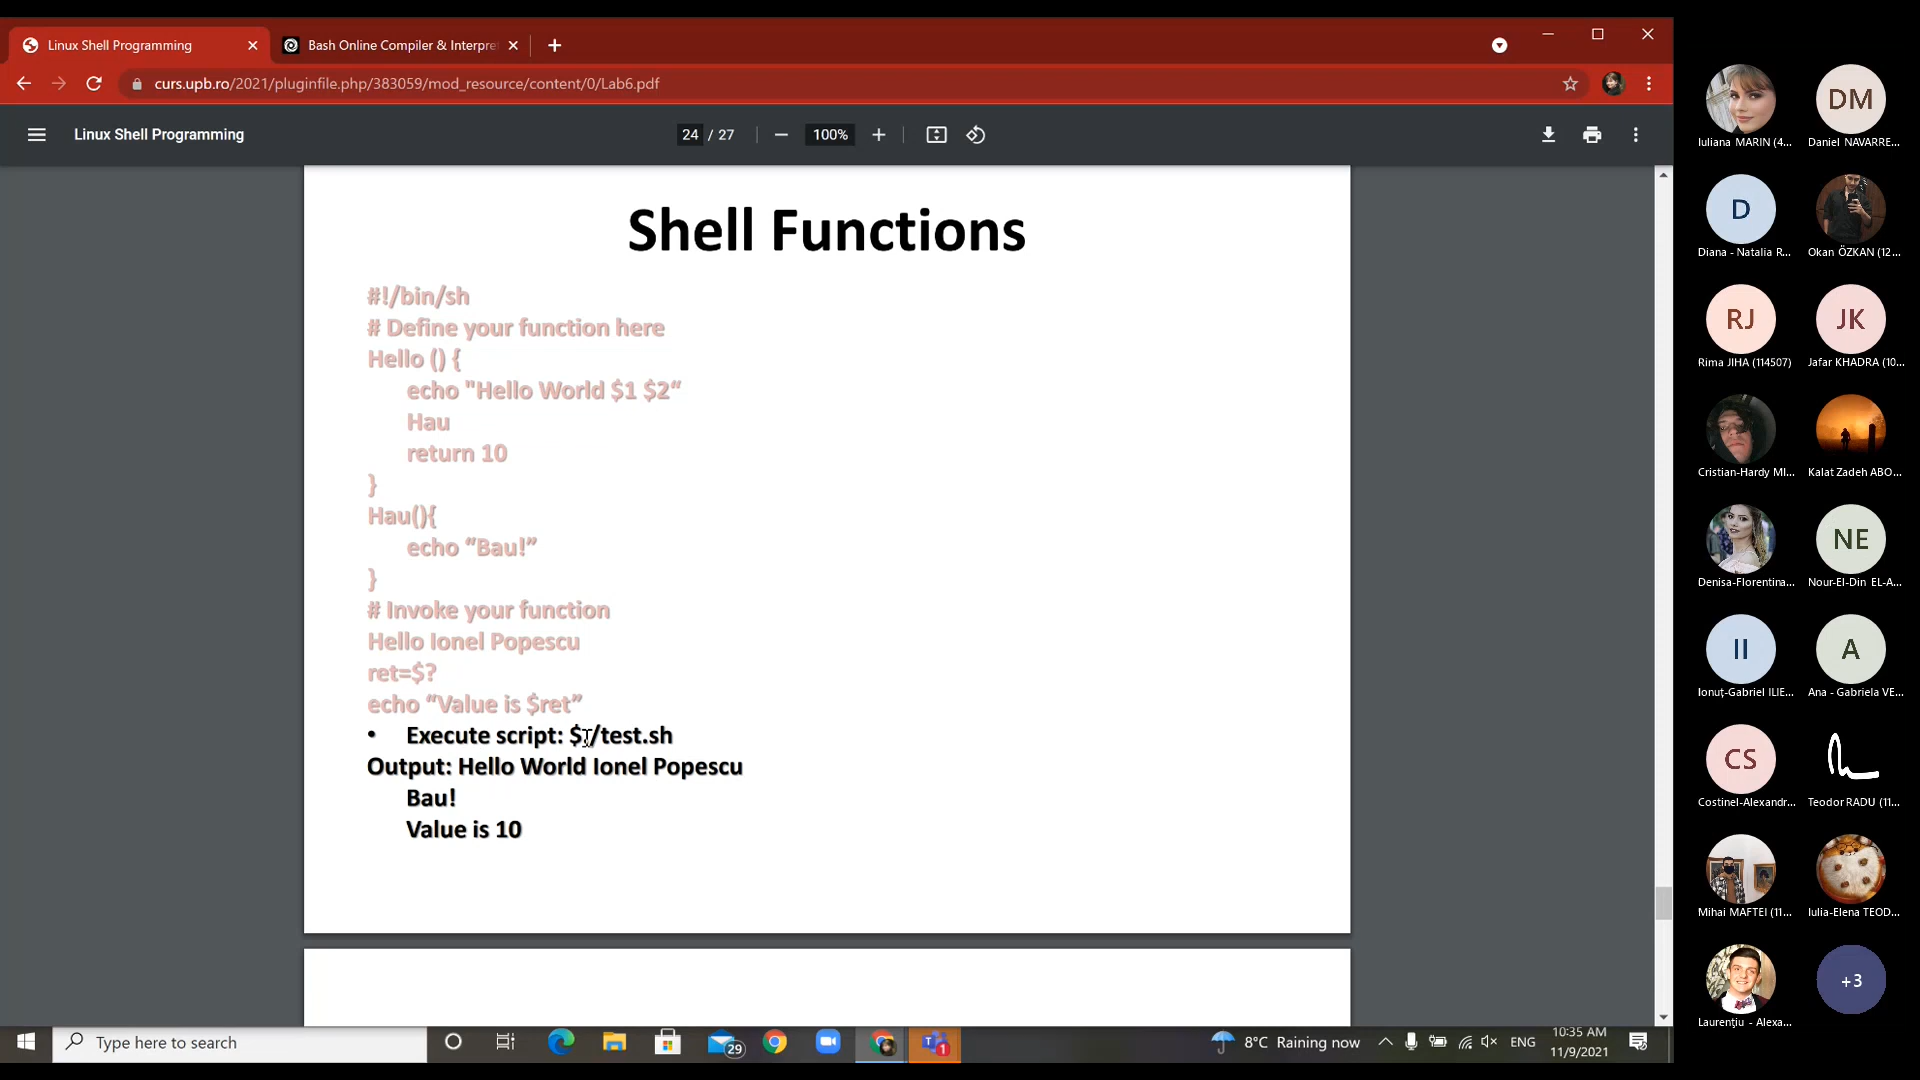 Linux Shell Programming
Bash Online Compiler & Interpre
curs.upb.ro/2021/pluginfile.php/383059/mod_resource/content/0/Lab6.pdf
Linux Shell Programming
24 / 27
100%
Shell Functions
#!/bin/sh
# Define your function here
Hello () {
echo "Hello World $1 $2“
Hau
return 10
}
Hau(){
echo “Bau!”
}
# Invoke your function
Hello Ionel Popescu
ret=$?
echo “Value is $ret”
• Execute script: $./test.sh
Output: Hello World Ionel Popescu
Bau!
Value is 10
Iuliana MARIN (4...
DM
Daniel NAVARRE...
D
Diana - Natalia R...
Okan ÖZKAN (12...
RJ
Rima JIHA (114507)
JK
Jafar KHADRA (10...
Cristian-Hardy MI...
Kalat Zadeh ABO...
Denisa-Florentina...
NE
Nour-El-Din EL-A...
II
Ionuț-Gabriel ILIE...
A
Ana - Gabriela VE...
CS
Costinel-Alexandr...
Teodor RADU (11...
Mihai MAFTEI (11...
Iulia-Elena TEOD...
Laurențiu - Alexa...
+3
Type here to search
29
1
8°C Raining now
ENG
10:35 AM
11/9/2021